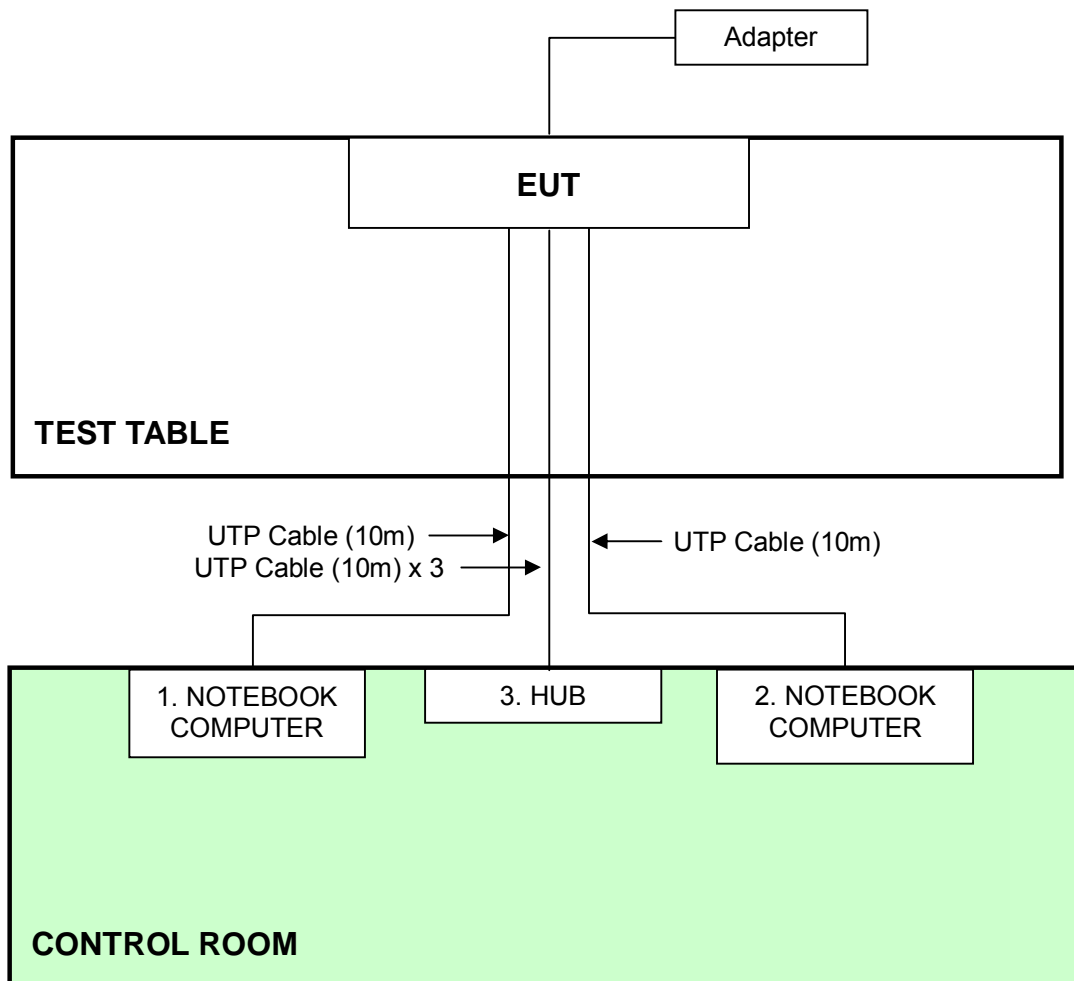 Adapter
EUT
TEST TABLE
UTP Cable (10m)
UTP Cable (10m) x 3
UTP Cable (10m)
1. NOTEBOOK
COMPUTER
3. HUB
2. NOTEBOOK
COMPUTER
CONTROL ROOM